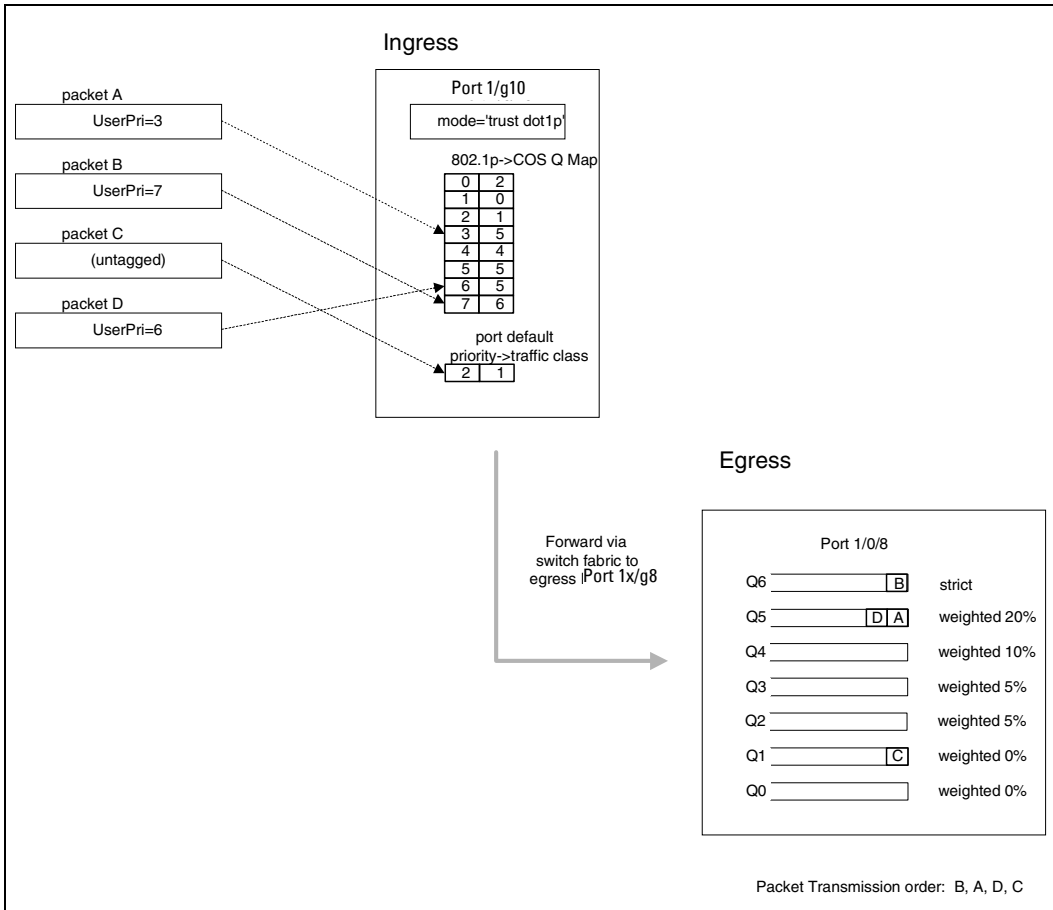 Ingress
packet A
UserPri=3
packet B
UserPri=7
packet C
(untagged)
packet D
UserPri=6
Port 1/g10
mode='trust dot1p'
802.1p->COS Q Map
0 2
1 0
2 1
3 5
4 4
5 5
6 5
7 6
port default
priority->traffic class
2 1
Forward via
switch fabric to
egress Port 1x/g8
Egress
Port 1/0/8
Q6 B strict
Q5 D A weighted 20%
Q4 weighted 10%
Q3 weighted 5%
Q2 weighted 5%
Q1 C weighted 0%
Q0 weighted 0%
Packet Transmission order: B, A, D, C